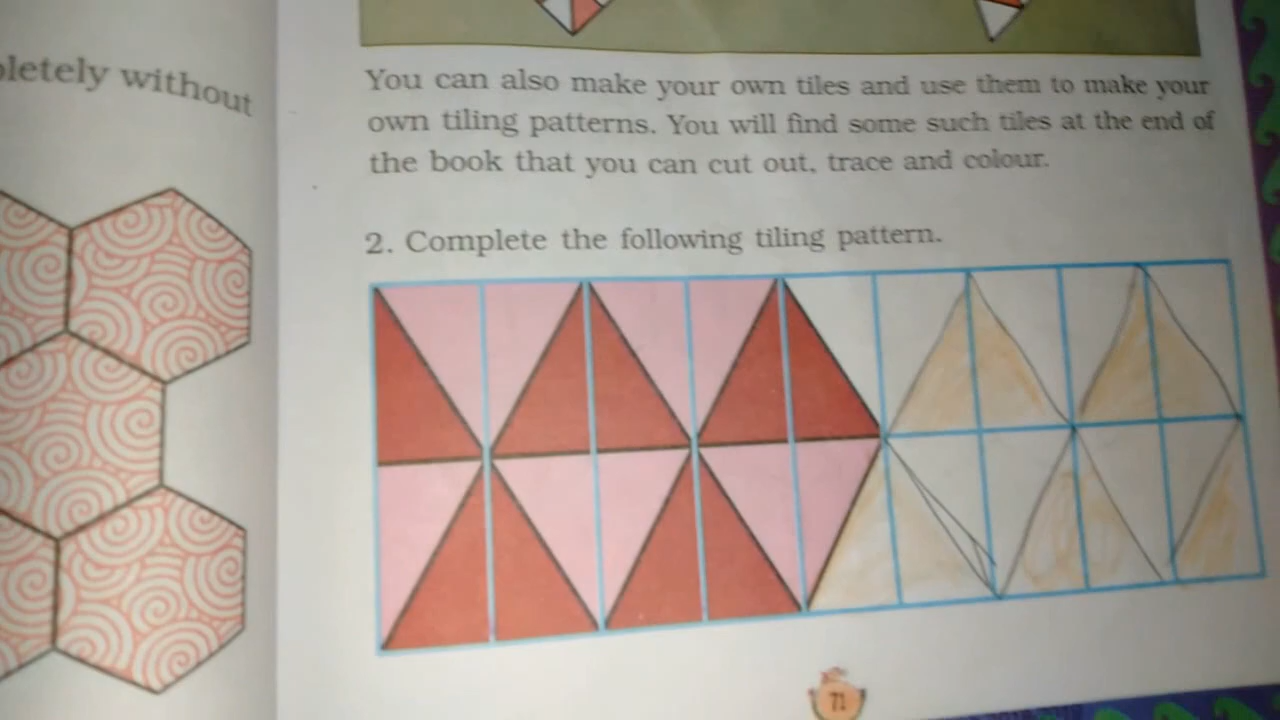 pletely without
You can also make your own tiles and use them to make your
own tiling patterns. You will find some such tiles at the end of
the book that you can cut out, trace and colour.
2. Complete the following tiling pattern.
71